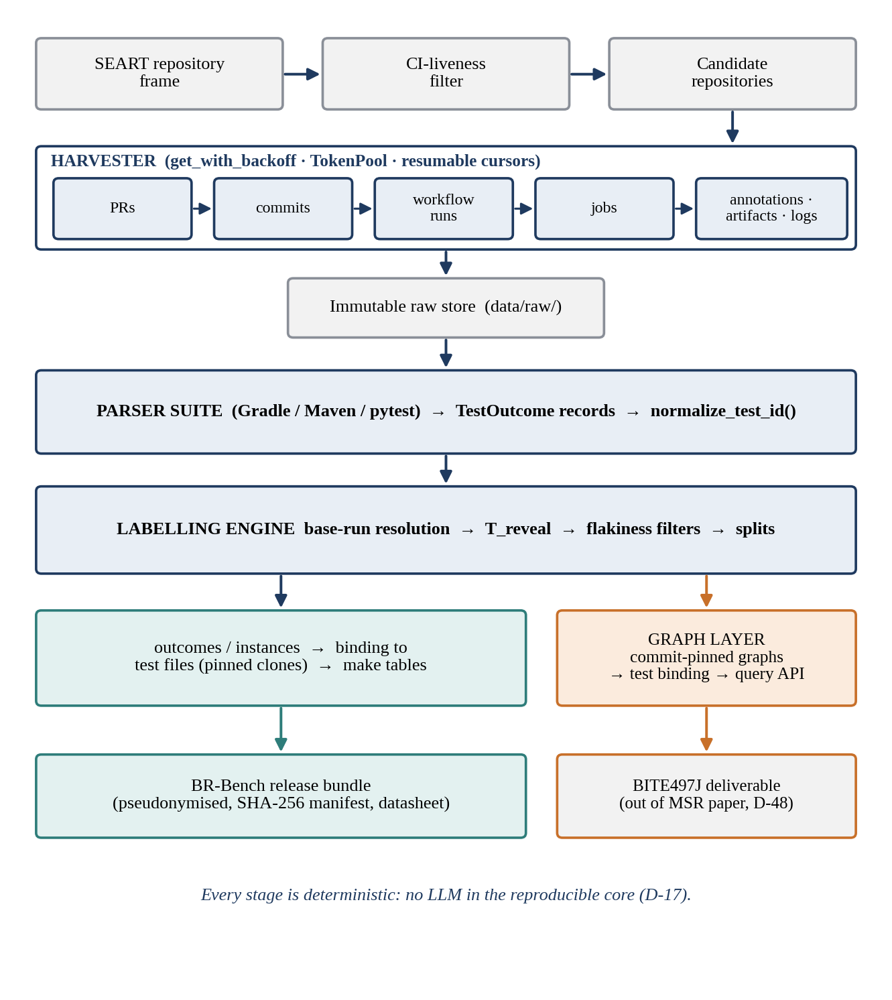 SEART repository
frame
CI-liveness
filter
Candidate
repositories
HARVESTER (get_with_backoff · TokenPool · resumable cursors)
PRs
commits
workflow
runs
jobs
annotations ·
artifacts · logs
Immutable raw store (data/raw/)
PARSER SUITE (Gradle / Maven / pytest) → TestOutcome records → normalize_test_id()
LABELLING ENGINE base-run resolution → T_reveal → flakiness filters → splits
outcomes / instances → binding to
test files (pinned clones) → make tables
GRAPH LAYER
commit-pinned graphs
→ test binding → query API
BR-Bench release bundle
(pseudonymised, SHA-256 manifest, datasheet)
BITE497J deliverable
(out of MSR paper, D-48)
Every stage is deterministic: no LLM in the reproducible core (D-17).